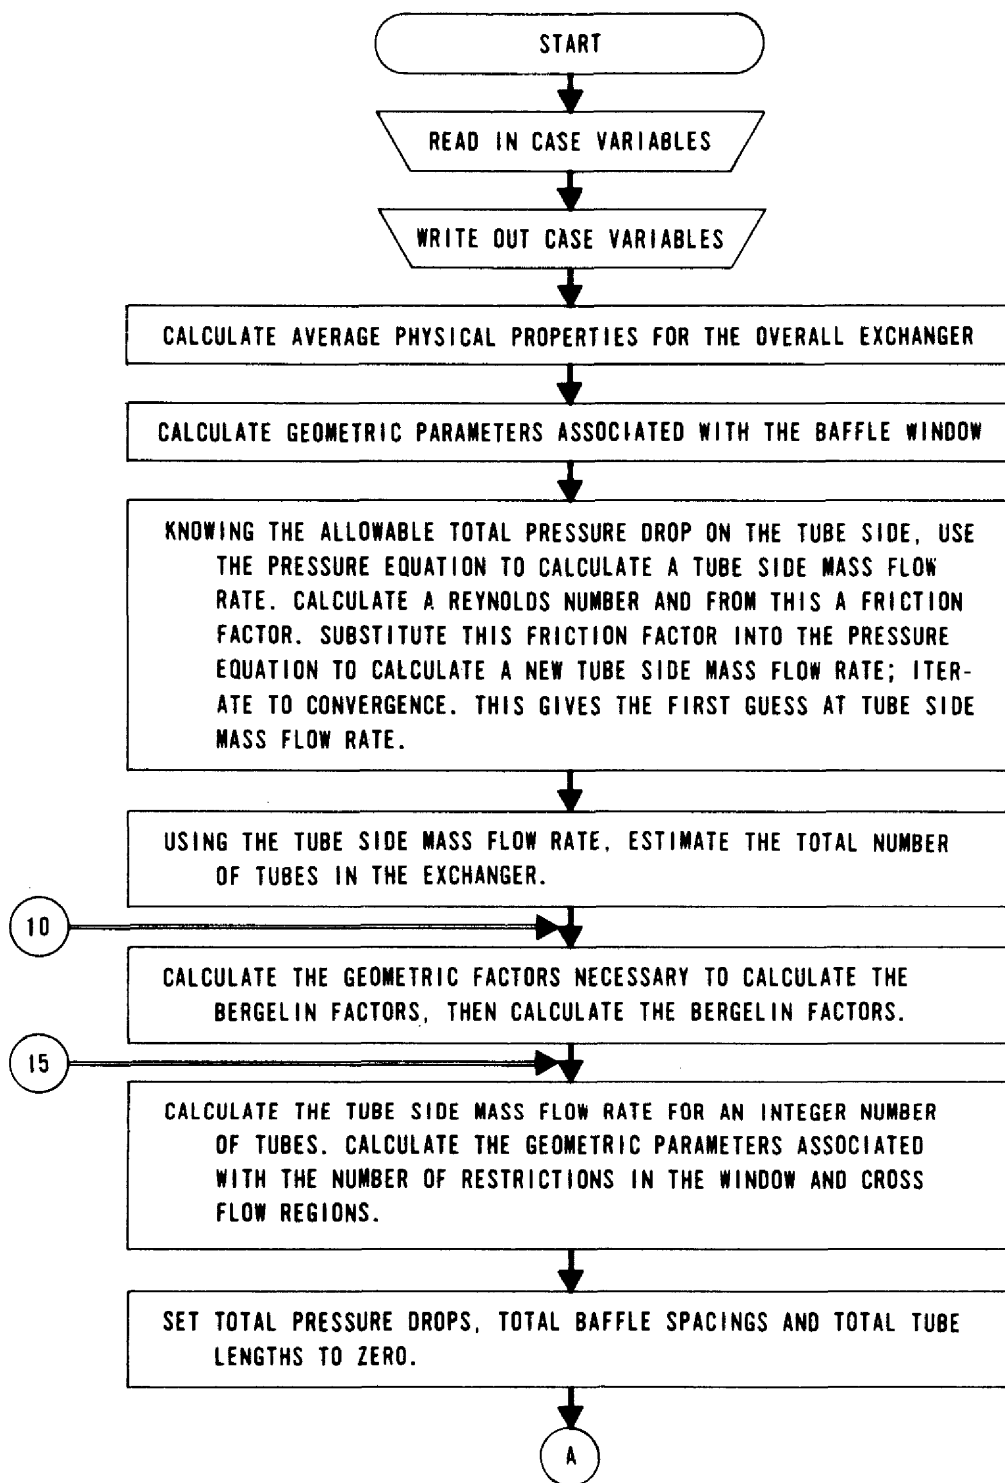 START
READ IN CASE VARIABLES
WRITE OUT CASE VARIABLES
CALCULATE AVERAGE PHYSICAL PROPERTIES FOR THE OVERALL EXCHANGER
CALCULATE GEOMETRIC PARAMETERS ASSOCIATED WITH THE BAFFLE WINDOW
KNOWING THE ALLOWABLE TOTAL PRESSURE DROP ON THE TUBE SIDE, USE
THE PRESSURE EQUATION TO CALCULATE A TUBE SIDE MASS FLOW
RATE. CALCULATE A REYNOLDS NUMBER AND FROM THIS A FRICTION
FACTOR. SUBSTITUTE THIS FRICTION FACTOR INTO THE PRESSURE
EQUATION TO CALCULATE A NEW TUBE SIDE MASS FLOW RATE; ITER-
ATE TO CONVERGENCE. THIS GIVES THE FIRST GUESS AT TUBE SIDE
MASS FLOW RATE.
USING THE TUBE SIDE MASS FLOW RATE, ESTIMATE THE TOTAL NUMBER
OF TUBES IN THE EXCHANGER.
10
CALCULATE THE GEOMETRIC FACTORS NECESSARY TO CALCULATE THE
BERGELIN FACTORS, THEN CALCULATE THE BERGELIN FACTORS.
15
CALCULATE THE TUBE SIDE MASS FLOW RATE FOR AN INTEGER NUMBER
OF TUBES. CALCULATE THE GEOMETRIC PARAMETERS ASSOCIATED
WITH THE NUMBER OF RESTRICTIONS IN THE WINDOW AND CROSS
FLOW REGIONS.
SET TOTAL PRESSURE DROPS, TOTAL BAFFLE SPACINGS AND TOTAL TUBE
LENGTHS TO ZERO.
A